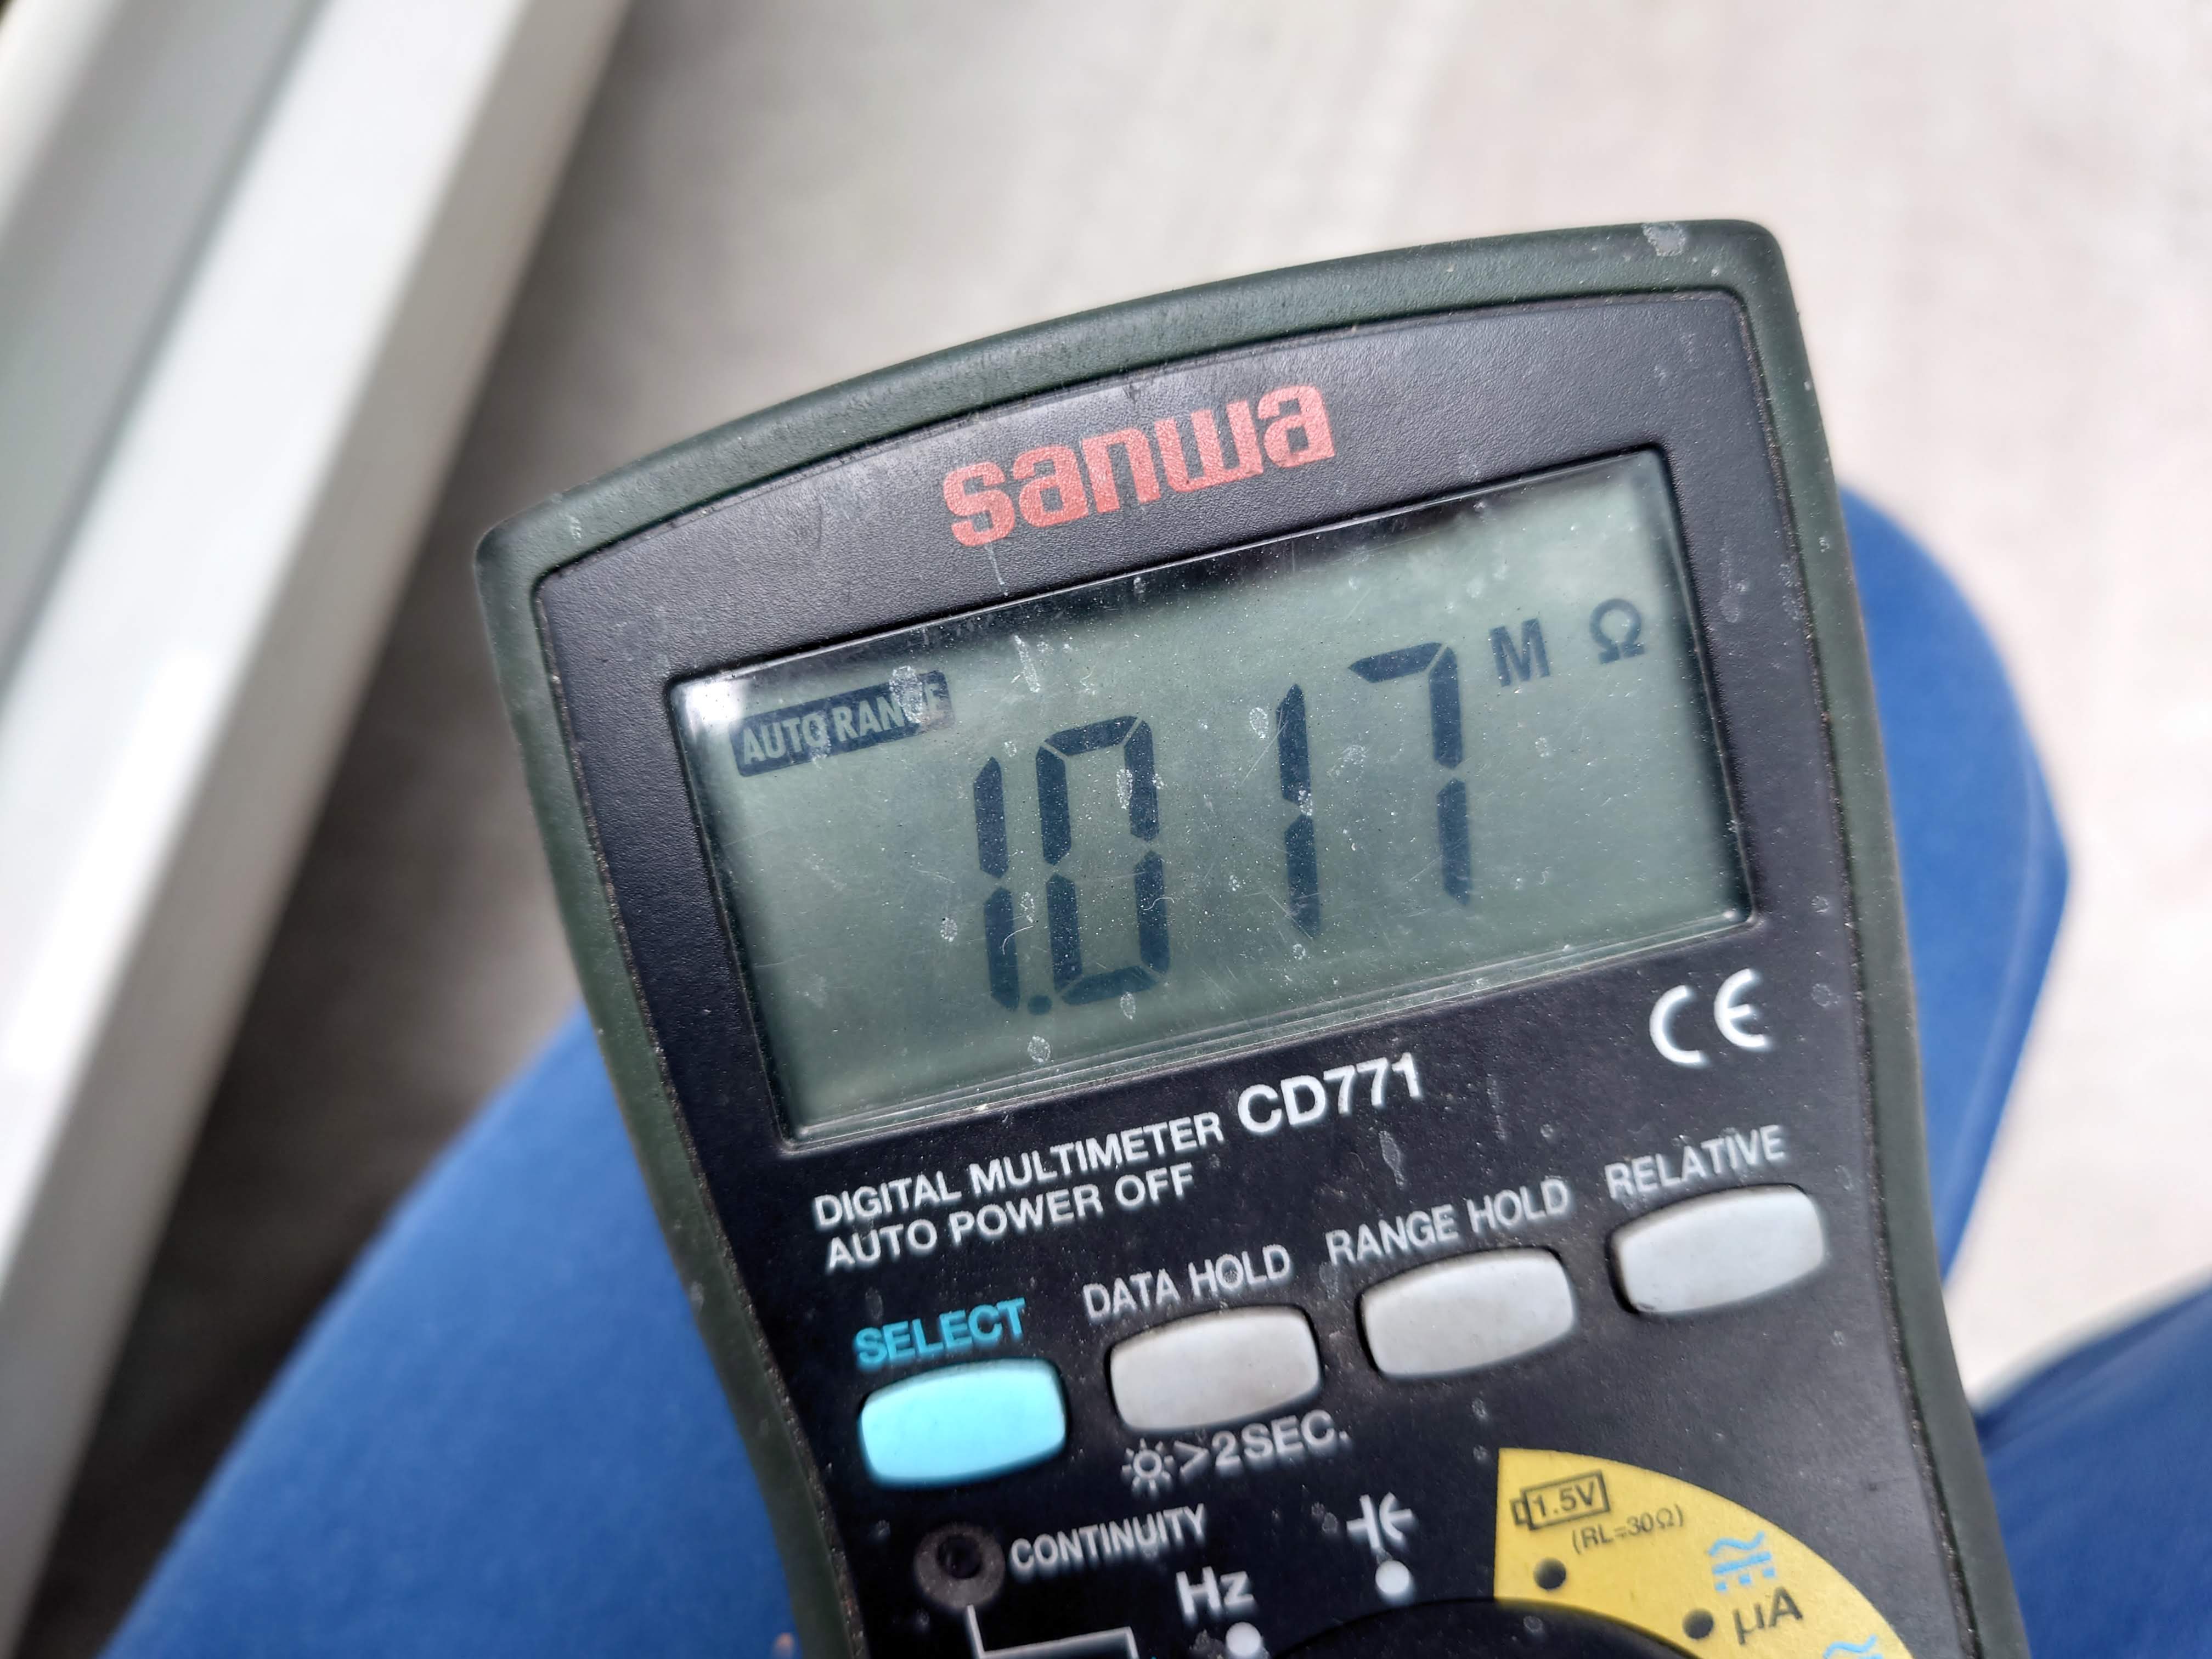 sanwa
AUTO RANGE
1.017 M Ω
CE
DIGITAL MULTIMETER CD771
AUTO POWER OFF
SELECT
DATA HOLD
RANGE HOLD
RELATIVE
>2SEC.
CONTINUITY
Hz
1.5V
(RL=30Ω)
μA